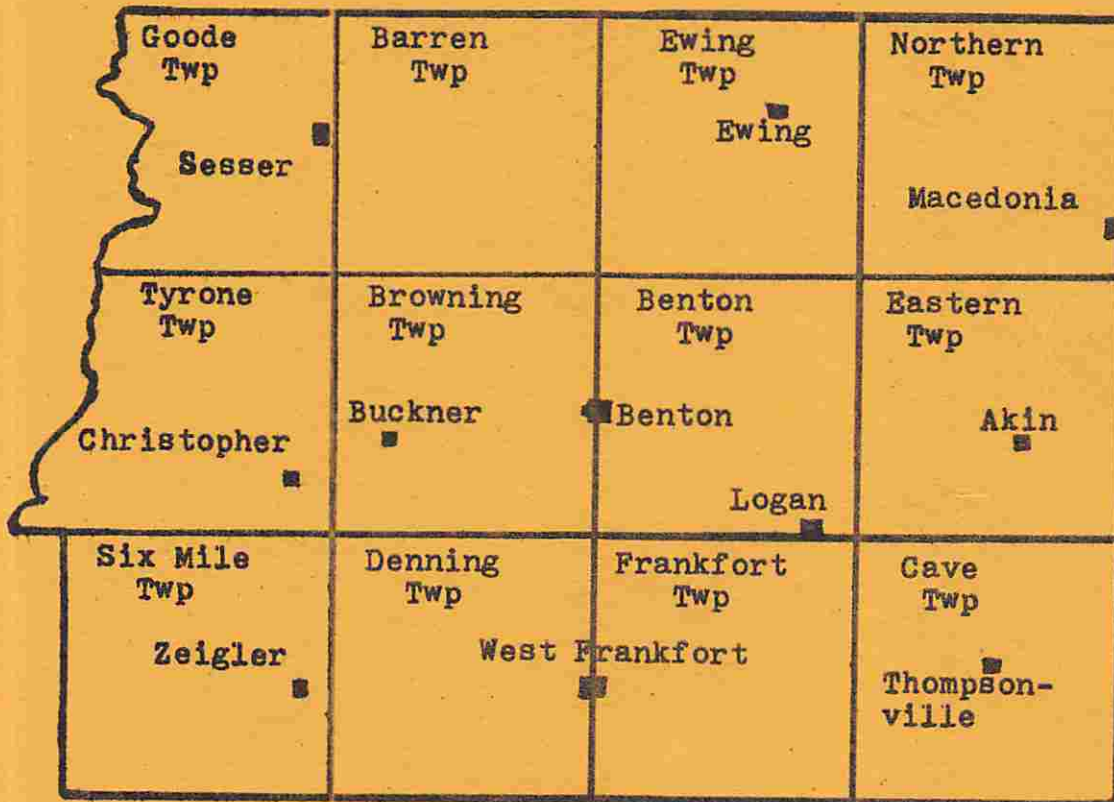 Goode
Twp
Sesser
Barren
Twp
Ewing
Twp
Ewing
Northern
Twp
Macedonia
Tyrone
Twp
Christopher
Browning
Twp
Buckner
Benton
Twp
Benton
Logan
Eastern
Twp
Akin
Six Mile
Twp
Zeigler
Denning
Twp
West Frankfort
Frankfort
Twp
Cave
Twp
Thompson-
ville